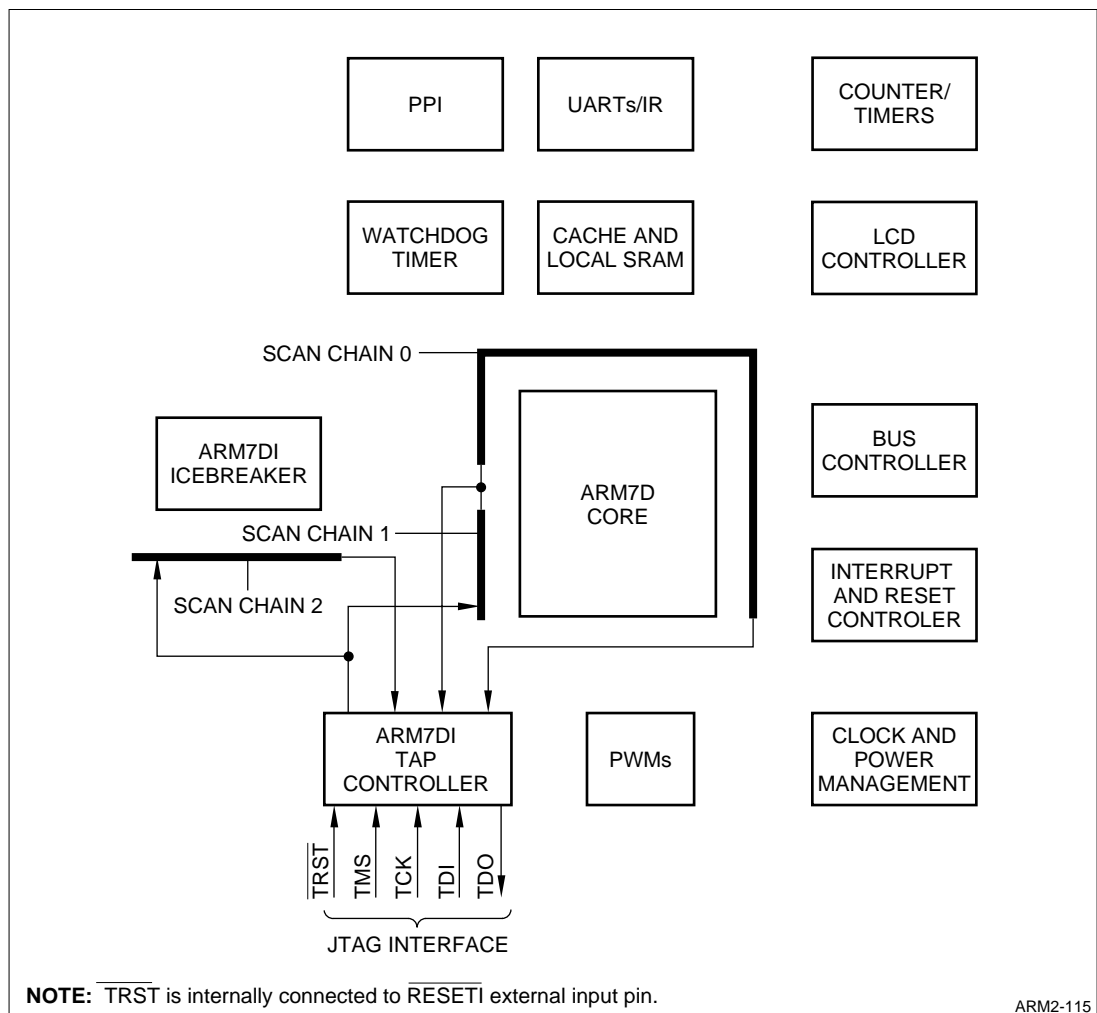 PPI
UARTs/IR
COUNTER/
TIMERS
WATCHDOG
TIMER
CACHE AND
LOCAL SRAM
LCD
CONTROLLER
SCAN CHAIN 0
ARM7DI
ICEBREAKER
ARM7D
CORE
BUS
CONTROLLER
SCAN CHAIN 1
SCAN CHAIN 2
INTERRUPT
AND RESET
CONTROLER
ARM7DI
TAP
CONTROLLER
PWMs
CLOCK AND
POWER
MANAGEMENT
TRST
TMS
TCK
TDI
TDO
JTAG INTERFACE
NOTE: TRST is internally connected to RESETI external input pin.
ARM2-115